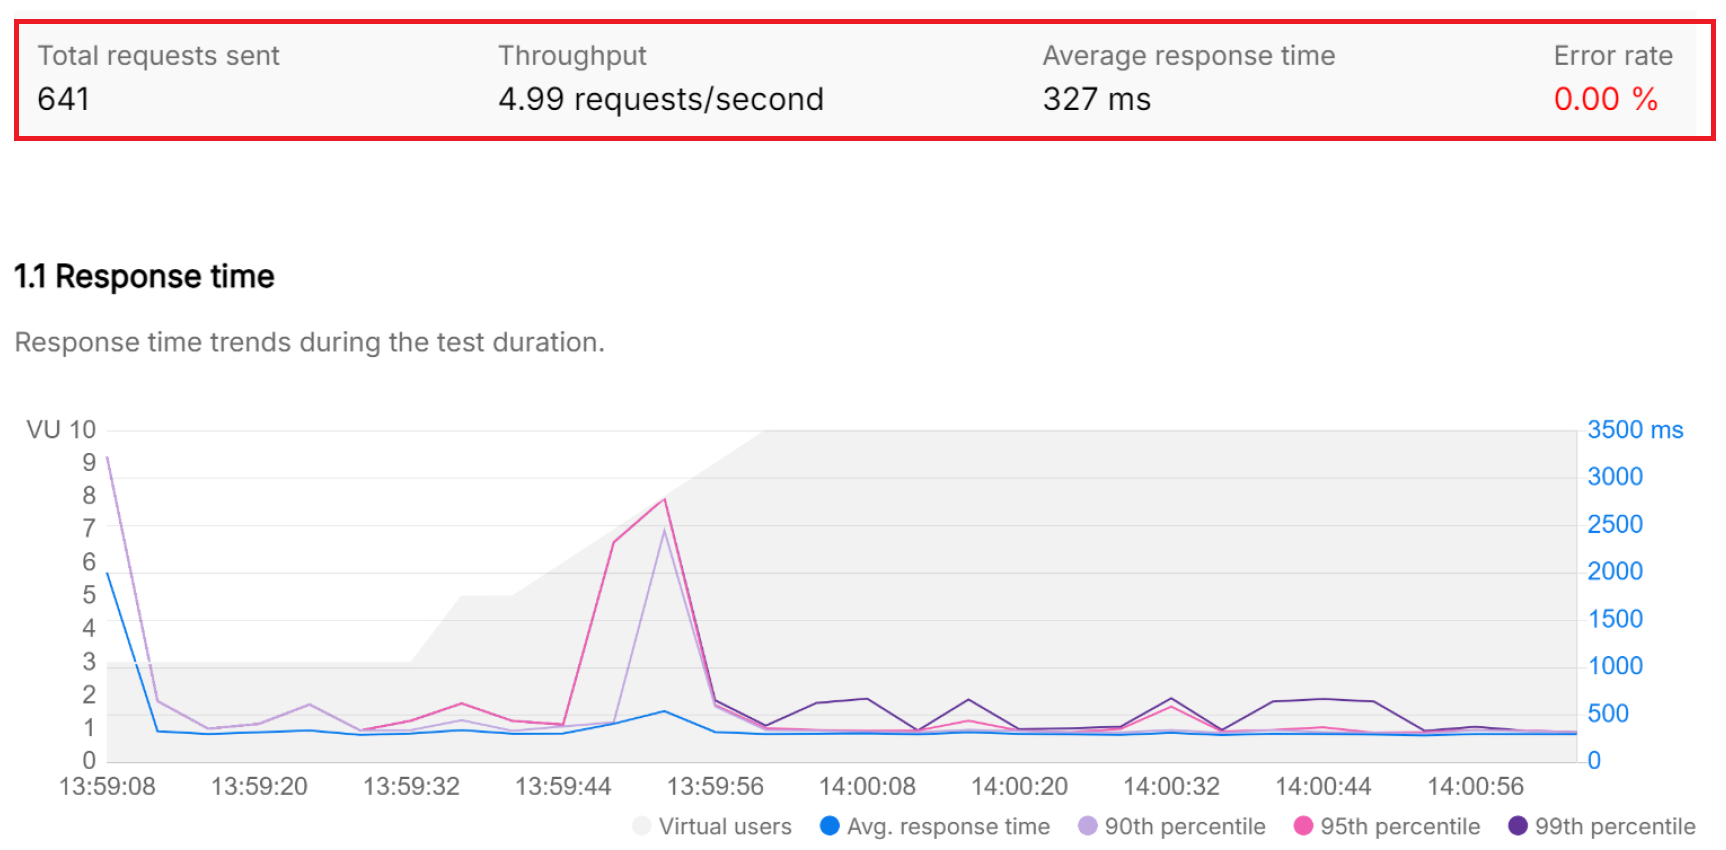 Total requests sent Throughput Average response time Error rate
641 4.99 requests/second 327 ms 0.00 %
1.1 Response time
Response time trends during the test duration.
VU 10 3500 ms
9 3000
8 2500
7 2000
6 1500
5 1000
4 500
3 0
2
1
0
13:59:08 13:59:20 13:59:32 13:59:44 13:59:56 14:00:08 14:00:20 14:00:32 14:00:44 14:00:56
Virtual users Avg. response time 90th percentile 95th percentile 99th percentile